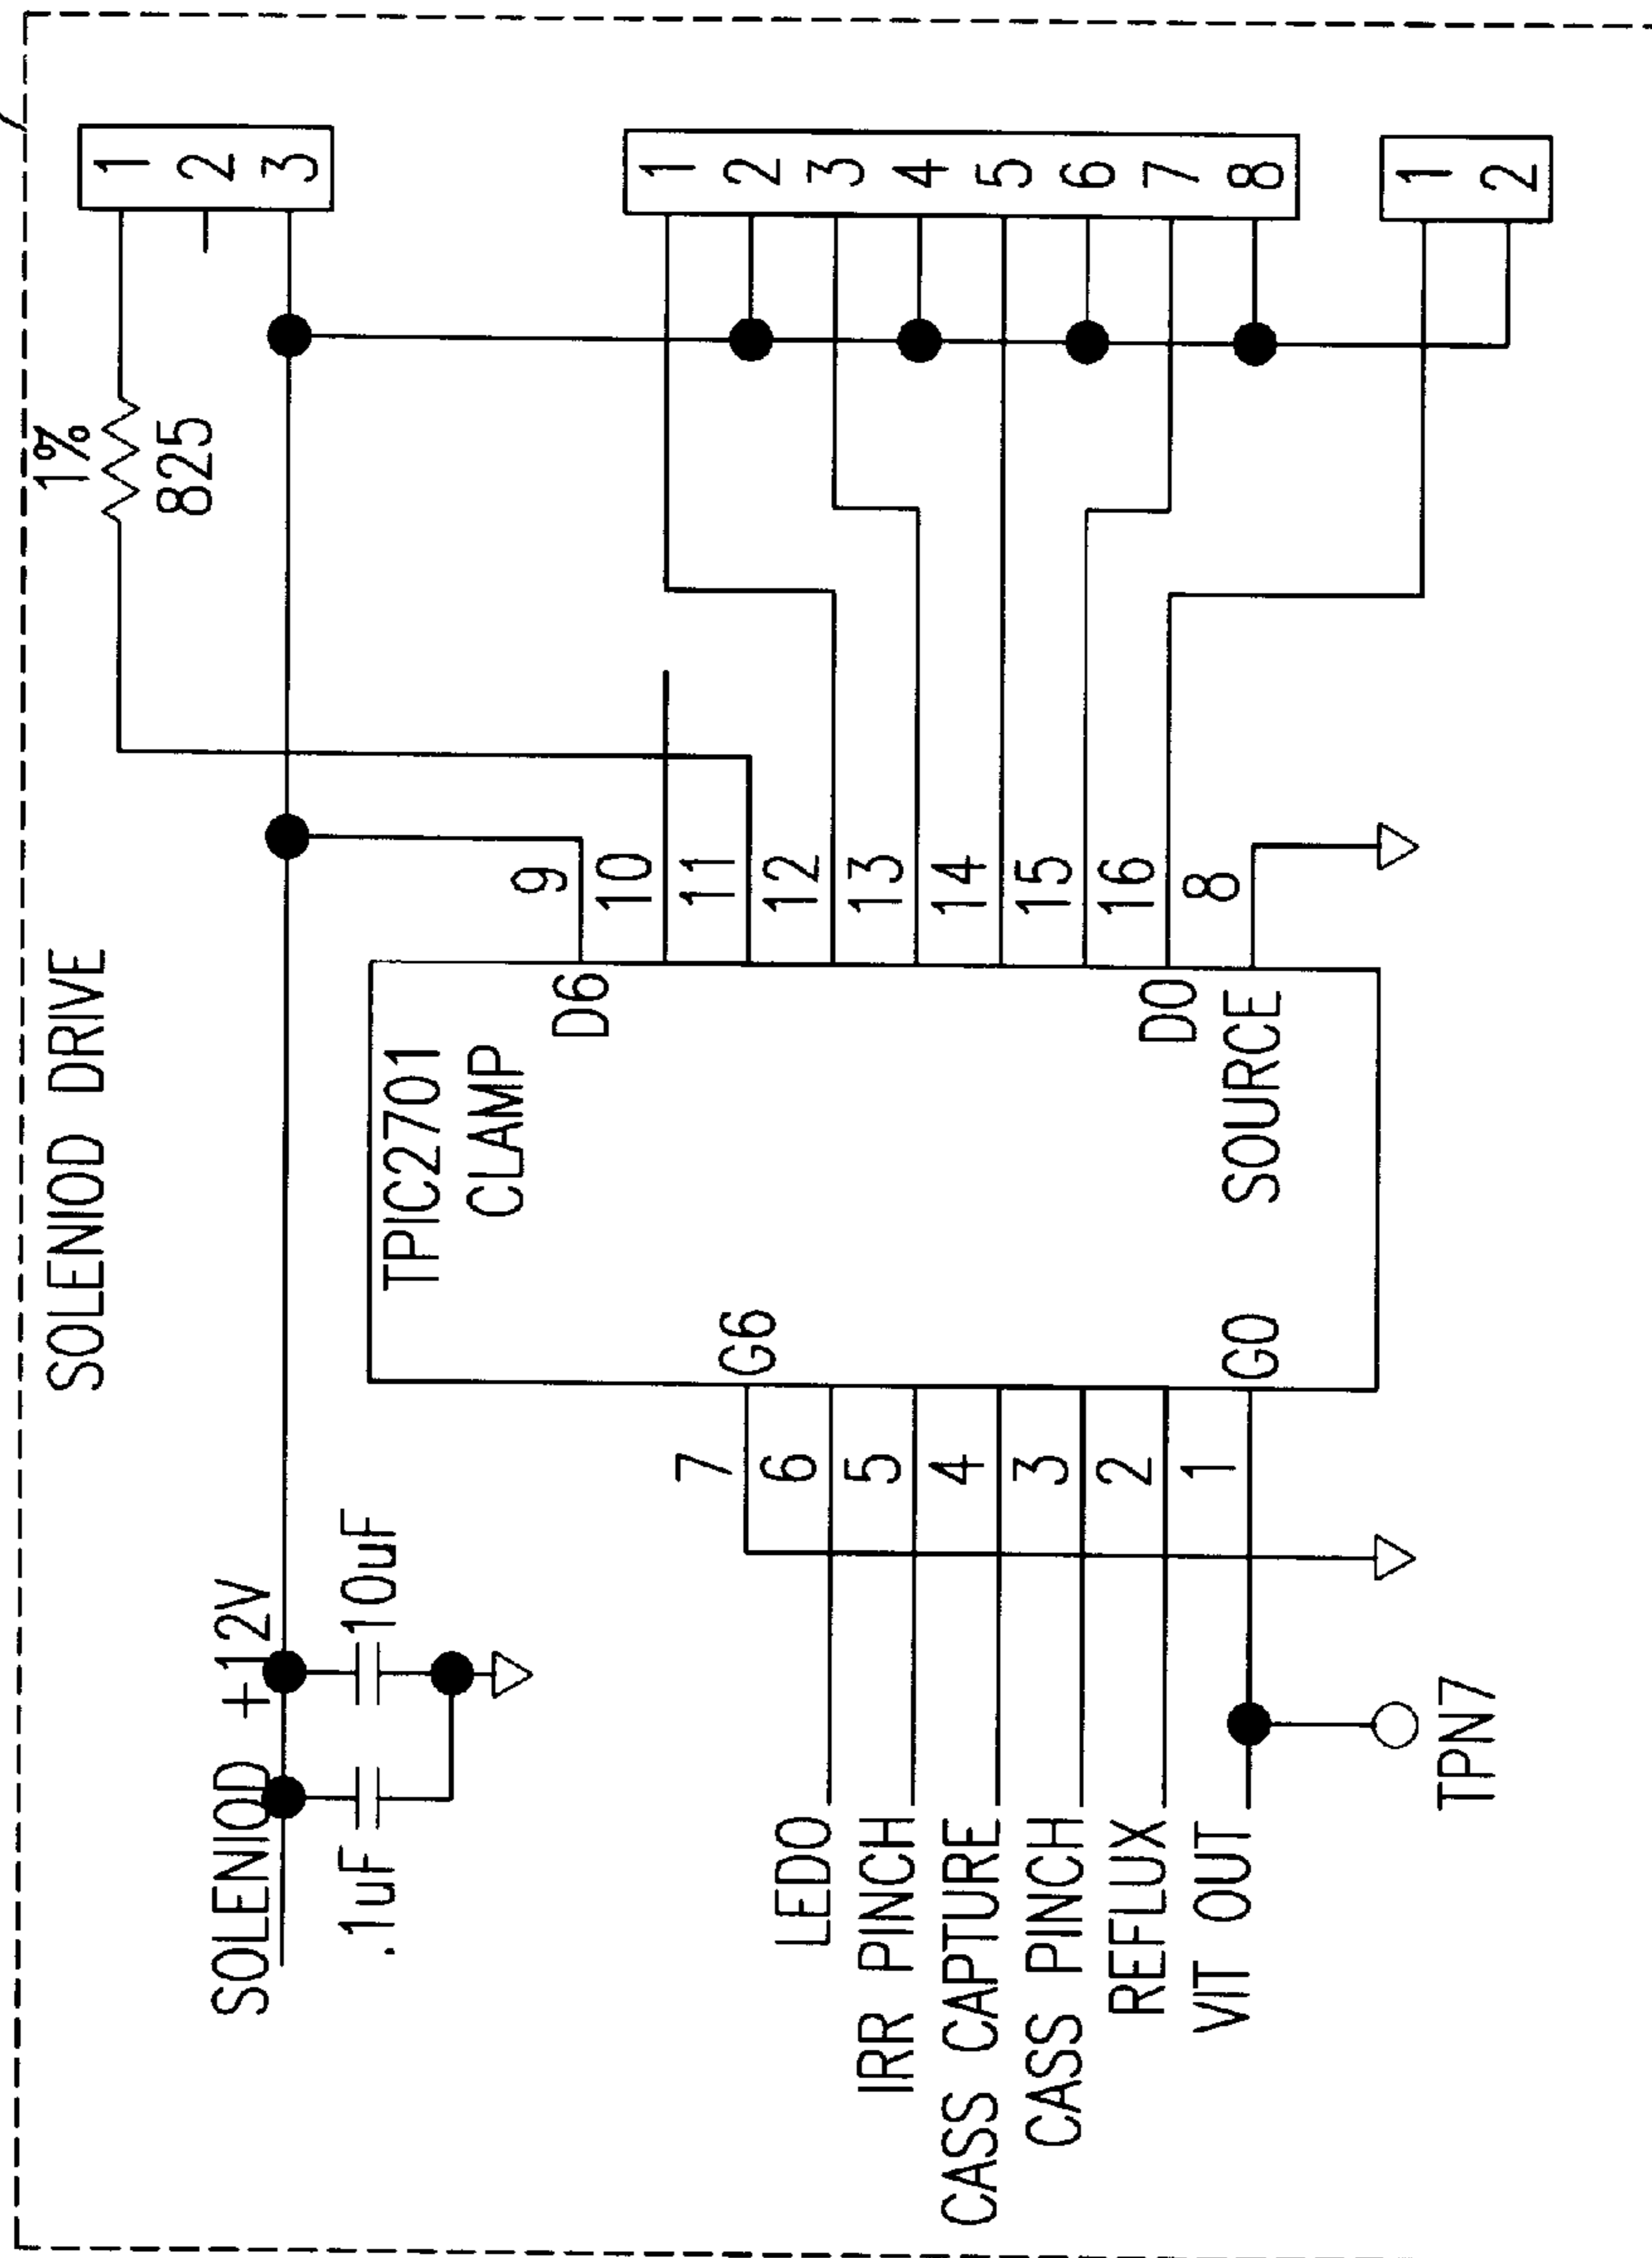 SOLENIOD DRIVE
SOLENIOD +12V
.1uF
10uF
TPIC2701
CLAMP
G6
G0
D6
D0
SOURCE
7
6
5
4
3
2
1
LED0
IRR PINCH
CASS CAPTURE
CASS PINCH
REFLUX
VIT OUT
TPN7
9
10
11
12
13
14
15
16
8
1%
825
1
2
3
1
2
3
4
5
6
7
8
1
2